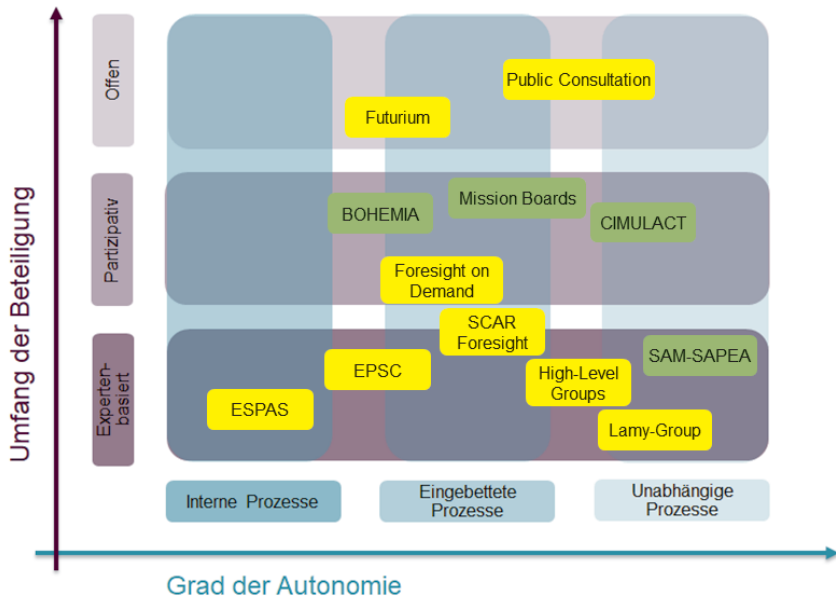 Umfang der Beteiligung
Offen
Public Consultation
Futurium
Partizipativ
BOHEMIA
Mission Boards
CIMULACT
Foresight on
Demand
SCAR
Foresight
Experten-
basiert
EPSC
SAM-SAPEA
High-Level
Groups
ESPAS
Lamy-Group
Interne Prozesse
Eingebettete
Prozesse
Unabhängige
Prozesse
Grad der Autonomie